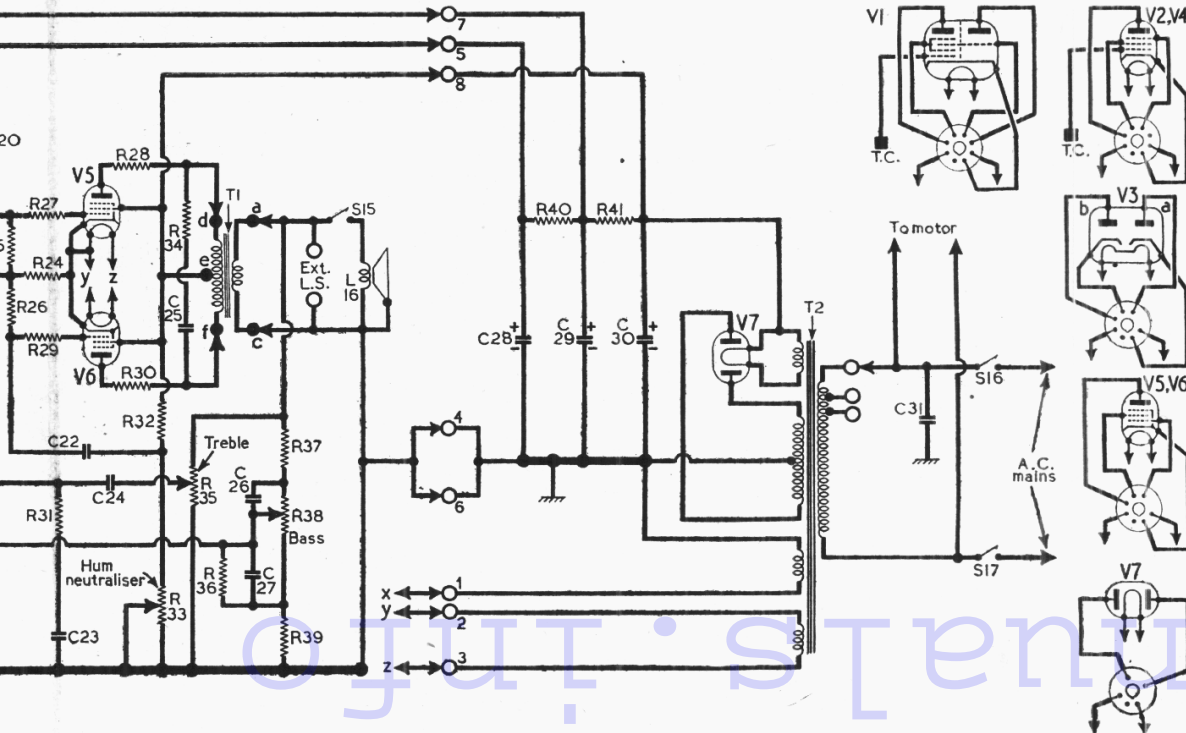 7
5
8
V1
T.C.
V2,V4
T.C.
V3
b
a
V5,V6
V7
20
R28
V5
R27
R24
y
z
R26
R29
V6
R30
R 34
C 25
T1
d
a
e
f
c
S15
Ext. L.S.
L 16
R40
R41
C28
+
-
C 29
+
-
C 30
+
-
V7
T2
To motor
S16
C31
A.C. mains
S17
R32
C22
Treble
C24
R 35
R31
R37
C 26
R38
Bass
4
6
Hum neutraliser
R 33
R 36
C 27
C23
R39
x
1
y
2
z
3